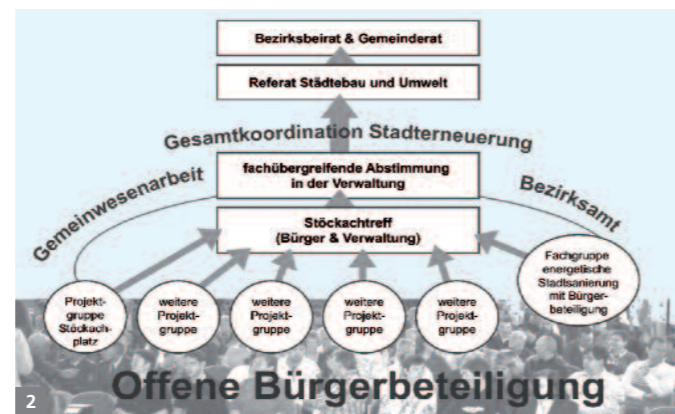 Bezirksbeirat & Gemeinderat
Referat Städtebau und Umwelt
Gesamtkoordination Stadterneuerung
Gemeinwesenarbeit
Bezirksamt
fachübergreifende Abstimmung
in der Verwaltung
Stöckachtreff
(Bürger & Verwaltung)
Projekt-
gruppe
Stöckach-
platz
weitere
Projekt-
gruppe
weitere
Projekt-
gruppe
weitere
Projekt-
gruppe
weitere
Projekt-
gruppe
Fachgruppe
energetische
Stadtsanierung
mit Bürger-
beteiligung
Offene Bürgerbeteiligung
2